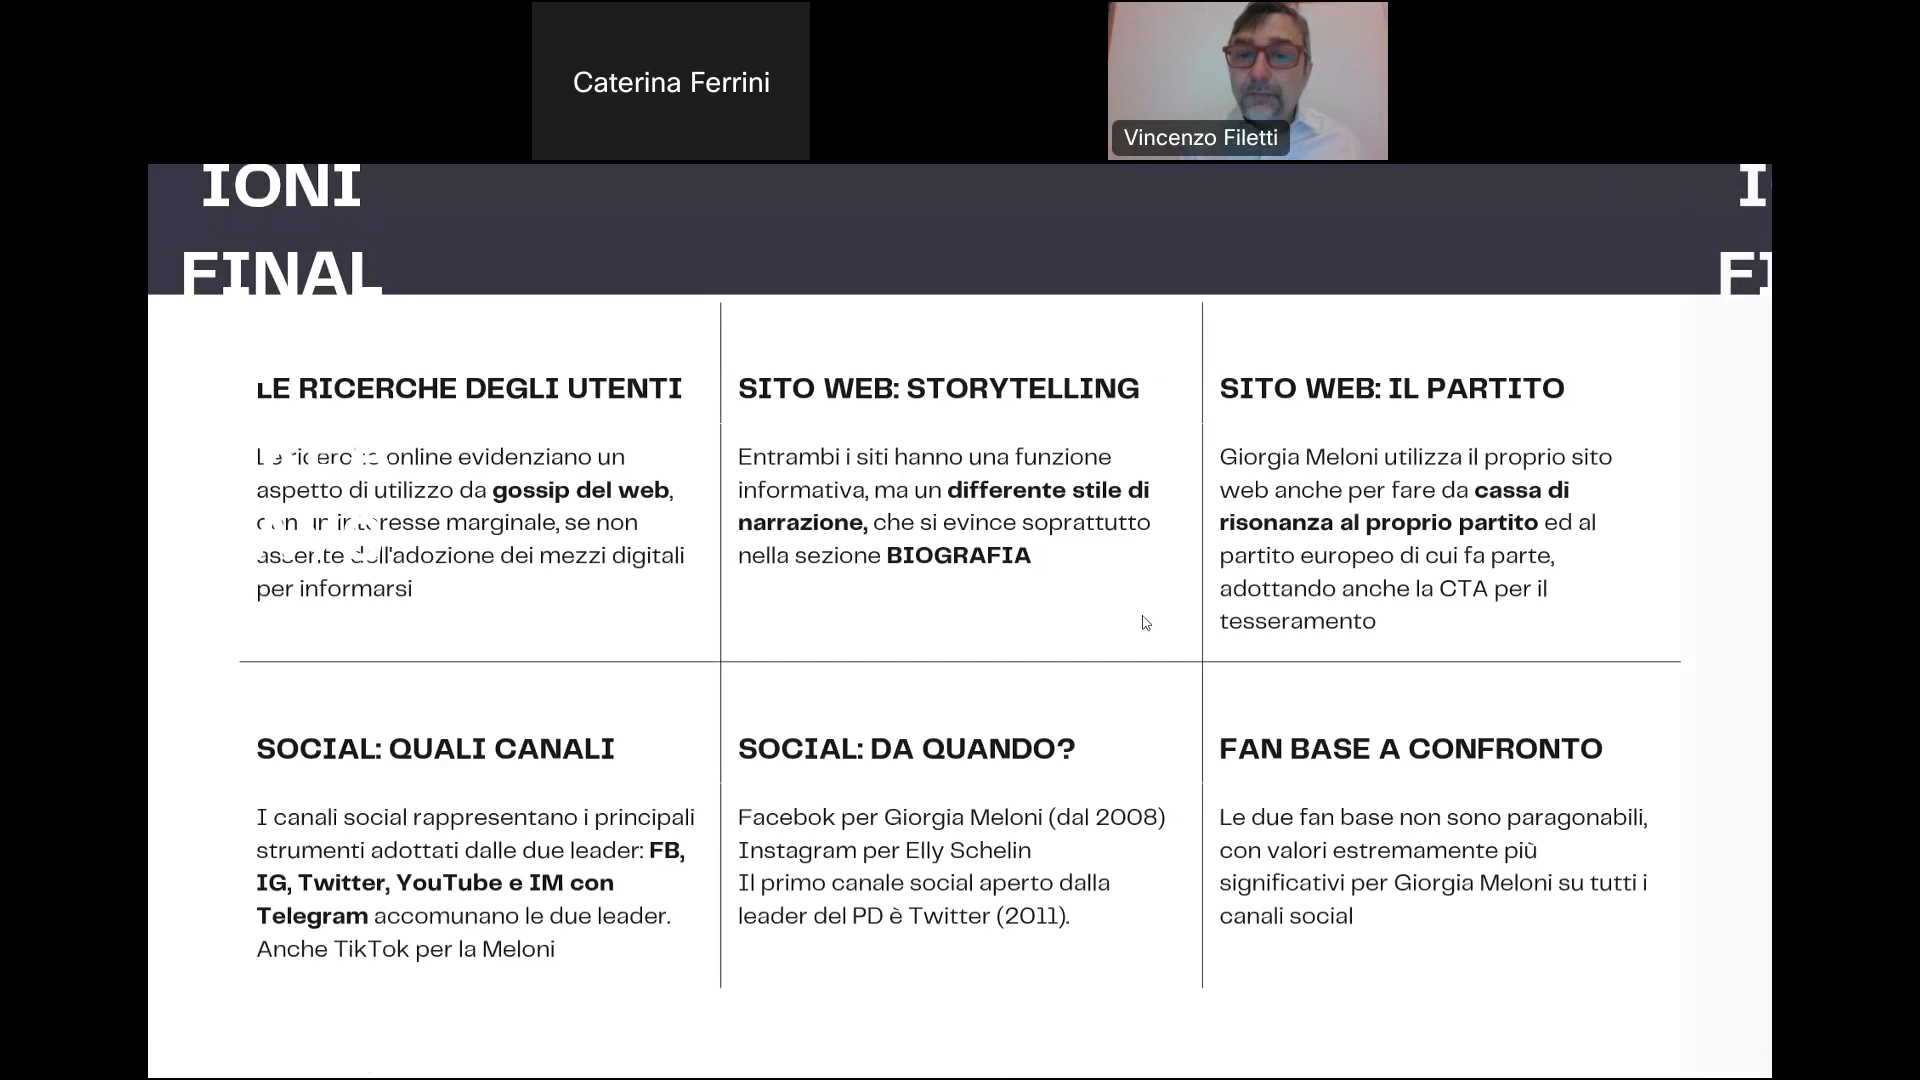 Caterina Ferrini
Vincenzo Filetti
IONI
I
FINAL
FI
LE RICERCHE DEGLI UTENTI
Le ricerche online evidenziano un
aspetto di utilizzo da gossip del web,
con un interesse marginale, se non
assente dall'adozione dei mezzi digitali
per informarsi
SITO WEB: STORYTELLING
Entrambi i siti hanno una funzione
informativa, ma un differente stile di
narrazione, che si evince soprattutto
nella sezione BIOGRAFIA
SITO WEB: IL PARTITO
Giorgia Meloni utilizza il proprio sito
web anche per fare da cassa di
risonanza al proprio partito ed al
partito europeo di cui fa parte,
adottando anche la CTA per il
tesseramento
SOCIAL: QUALI CANALI
I canali social rappresentano i principali
strumenti adottati dalle due leader: FB,
IG, Twitter, YouTube e IM con
Telegram accomunano le due leader.
Anche TikTok per la Meloni
SOCIAL: DA QUANDO?
Facebok per Giorgia Meloni (dal 2008)
Instagram per Elly Schelin
Il primo canale social aperto dalla
leader del PD è Twitter (2011).
FAN BASE A CONFRONTO
Le due fan base non sono paragonabili,
con valori estremamente più
significativi per Giorgia Meloni su tutti i
canali social